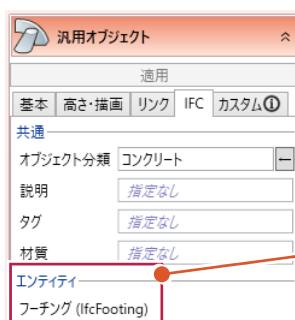 汎用オブジェクト
適用
基本 高さ・描画 リンク IFC カスタム
共通
オブジェクト分類 コンクリート
説明 指定なし
タグ 指定なし
材質 指定なし
エンティティ
フーチング (IfcFooting)